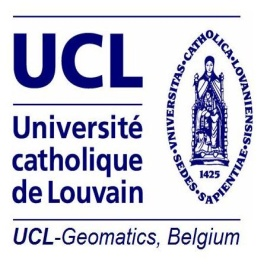 UCL
Université
catholique
de Louvain
UNIVERSITAS·CATHOLICA·LOVANIENSIS
SEDES·SAPIENTIAE
1425
UCL-Geomatics, Belgium